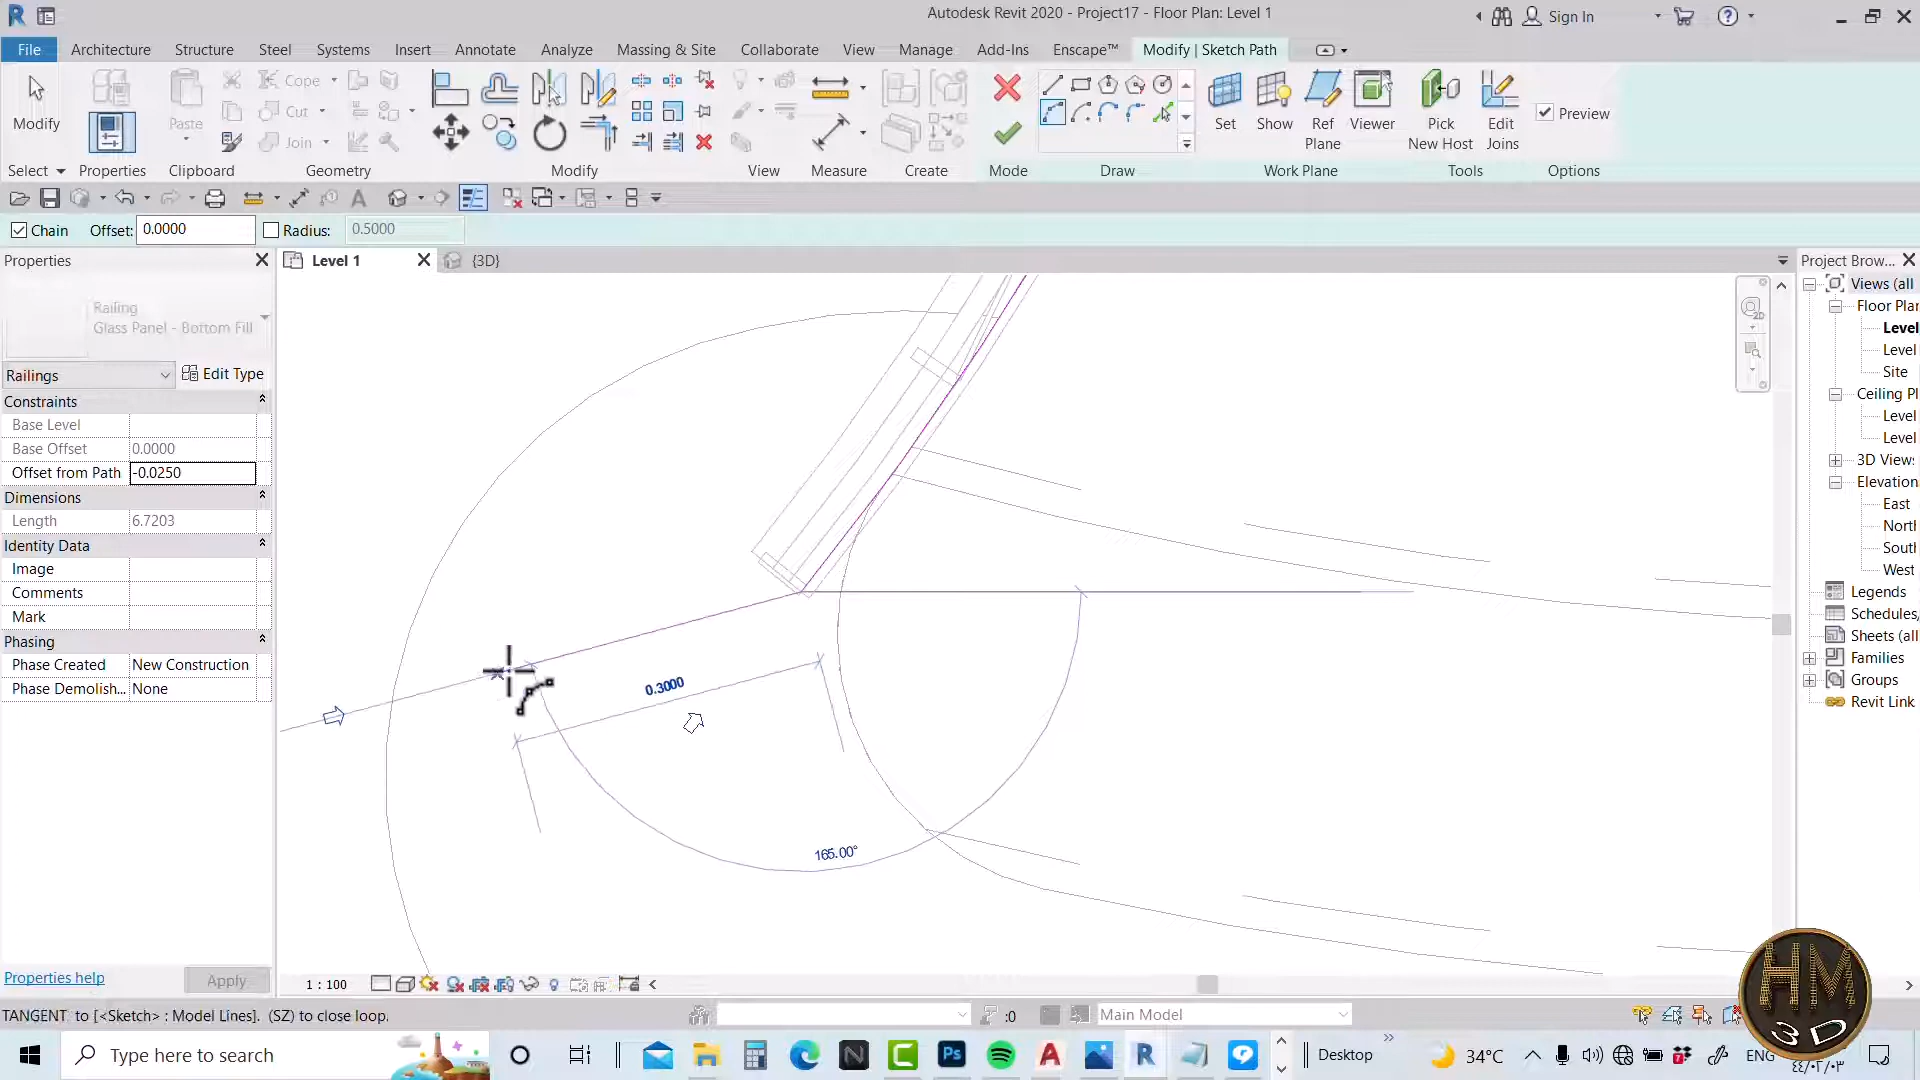 Autodesk Revit 2020 - Project17 - Floor Plan: Level 1
Sign In
File Architecture Structure Steel Systems Insert Annotate Analyze Massing & Site Collaborate View Manage Add-Ins Enscape™ Modify | Sketch Path
Modify
Paste
Cope
Cut
Join
Set
Show
Ref Plane
Viewer
Pick New Host
Edit Joins
Preview
Select Properties Clipboard Geometry Modify View Measure Create Mode Draw Work Plane Tools Options
Chain Offset: 0.0000 Radius: 0.5000
Properties
Level 1
{3D}
Project Brow...
Railing
Glass Panel - Bottom Fill
Railings
Edit Type
Constraints
Base Level
Base Offset 0.0000
Offset from Path -0.0250
Dimensions
Length 6.7203
Identity Data
Image
Comments
Mark
Phasing
Phase Created New Construction
Phase Demolish... None
Properties help
Apply
0.3000
165.00°
Views (all
Floor Plan
Level
Level
Site
Ceiling Pl
Level
Level
3D View:
Elevation
East
North
South
West
Legends
Schedules,
Sheets (all
Families
Groups
Revit Link
1 : 100
TANGENT to [<Sketch> : Model Lines]. (SZ) to close loop.
:0
Main Model
HM
3D
Type here to search
Desktop
34°C
ENG
٤٤/٠٢/٠٣